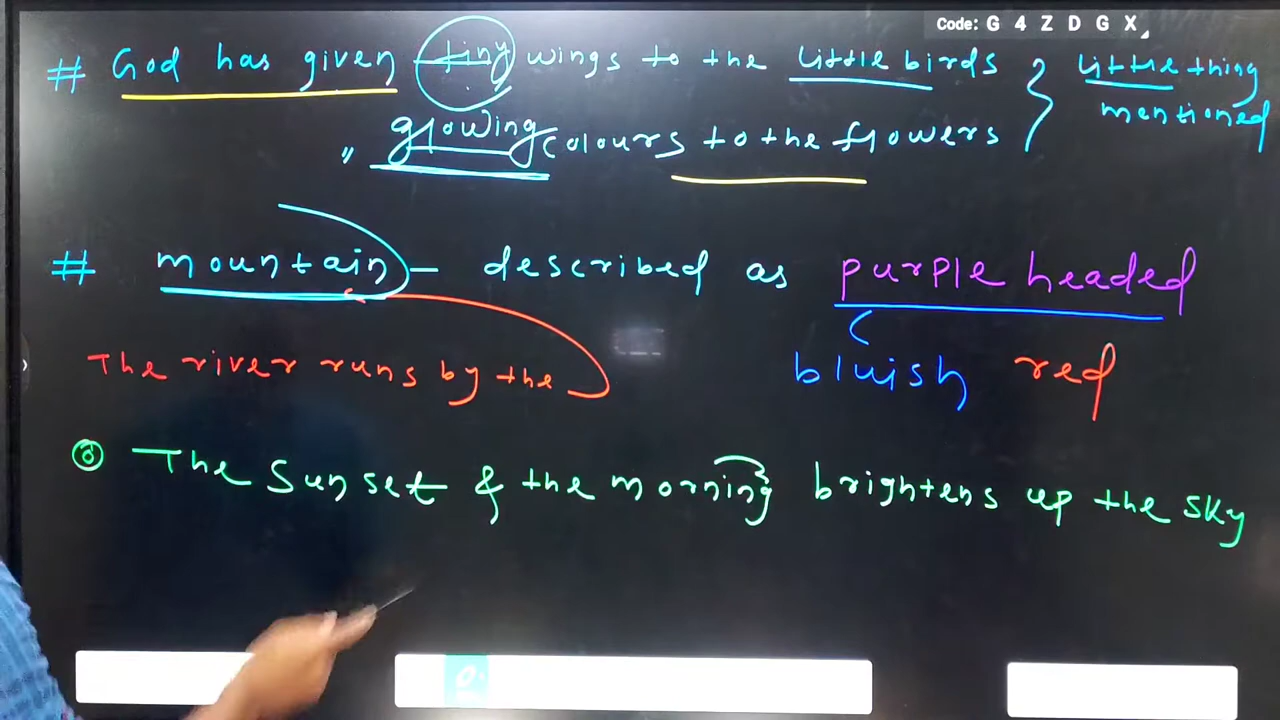 Code: G 4 Z D G X
# God has given tiny wings to the little birds } little thing mentioned
" glowing colours to the flowers
# mountain - described as purple headed
The river runs by the
bluish red
The sunset & the morning brightens up the sky